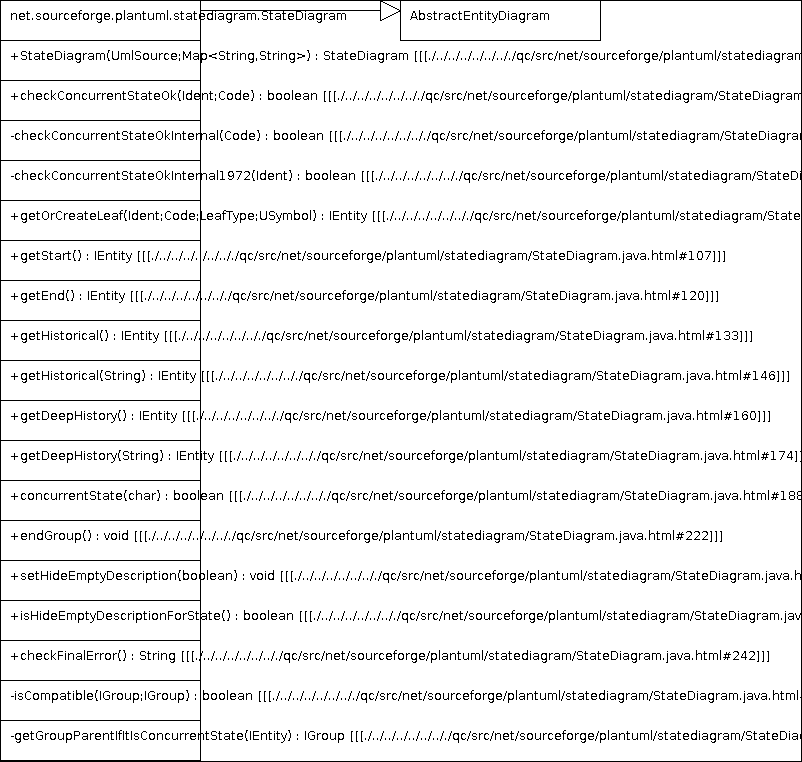 net.sourceforge.plantuml.statediagram.StateDiagram
AbstractEntityDiagram
+StateDiagram(UmlSource;Map<String,String>) : StateDiagram [[[./../../../../../../qc/src/net/sourceforge/plantuml/statediagram
+checkConcurrentStateOk(Ident;Code) : boolean [[[./../../../../../../qc/src/net/sourceforge/plantuml/statediagram/StateDiagram
-checkConcurrentStateOkInternal(Code) : boolean [[[./../../../../../../qc/src/net/sourceforge/plantuml/statediagram/StateDiagra
-checkConcurrentStateOkInternal1972(Ident) : boolean [[[./../../../../../../qc/src/net/sourceforge/plantuml/statediagram/StateDi
+getOrCreateLeaf(Ident;Code;LeafType;USymbol) : IEntity [[[./../../../../../../qc/src/net/sourceforge/plantuml/statediagram/State
+getStart() : IEntity [[[./../../../../../../qc/src/net/sourceforge/plantuml/statediagram/StateDiagram.java.html#107]]]
+getEnd() : IEntity [[[./../../../../../../qc/src/net/sourceforge/plantuml/statediagram/StateDiagram.java.html#120]]]
+getHistorical() : IEntity [[[./../../../../../../qc/src/net/sourceforge/plantuml/statediagram/StateDiagram.java.html#133]]]
+getHistorical(String) : IEntity [[[./../../../../../../qc/src/net/sourceforge/plantuml/statediagram/StateDiagram.java.html#146]]]
+getDeepHistory() : IEntity [[[./../../../../../../qc/src/net/sourceforge/plantuml/statediagram/StateDiagram.java.html#160]]]
+getDeepHistory(String) : IEntity [[[./../../../../../../qc/src/net/sourceforge/plantuml/statediagram/StateDiagram.java.html#174]]]
+concurrentState(char) : boolean [[[./../../../../../../qc/src/net/sourceforge/plantuml/statediagram/StateDiagram.java.html#188
+endGroup() : void [[[./../../../../../../qc/src/net/sourceforge/plantuml/statediagram/StateDiagram.java.html#222]]]
+setHideEmptyDescription(boolean) : void [[[./../../../../../../qc/src/net/sourceforge/plantuml/statediagram/StateDiagram.java.h
+isHideEmptyDescriptionForState() : boolean [[[./../../../../../../qc/src/net/sourceforge/plantuml/statediagram/StateDiagram.jav
+checkFinalError() : String [[[./../../../../../../qc/src/net/sourceforge/plantuml/statediagram/StateDiagram.java.html#242]]]
-isCompatible(IGroup;IGroup) : boolean [[[./../../../../../../qc/src/net/sourceforge/plantuml/statediagram/StateDiagram.java.html
-getGroupParentIfItIsConcurrentState(IEntity) : IGroup [[[./../../../../../../qc/src/net/sourceforge/plantuml/statediagram/StateDia